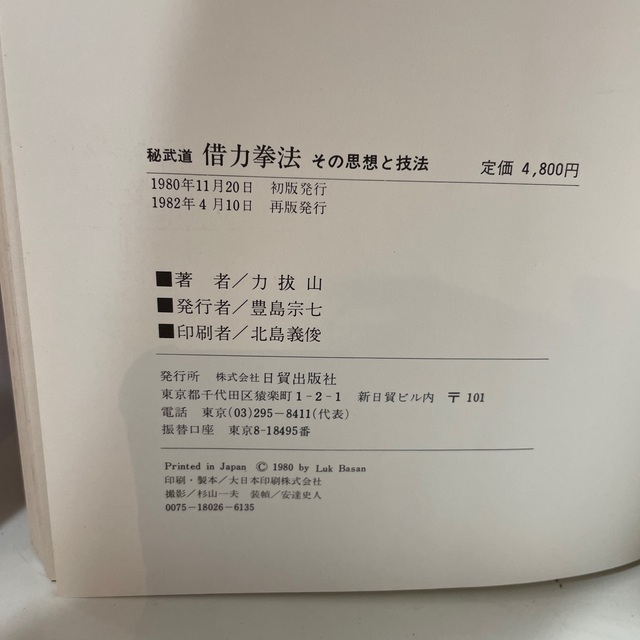 秘武道 借力拳法 その思想と技法 定価 4,800円
1980年11月20日 初版発行
1982年4月10日 再版発行
■著 者/力 拔 山
■発行者/豊島宗七
■印刷者/北島義俊
発行所 株式会社日貿出版社
東京都千代田区猿楽町1-2-1 新日貿ビル内 〒101
電話 東京(03)295-8411(代表)
振替口座 東京8-18495番
Printed in Japan © 1980 by Luk Basan
印刷・製本/大日本印刷株式会社
撮影/杉山一夫 装幀/安達史人
0075-18026-6135